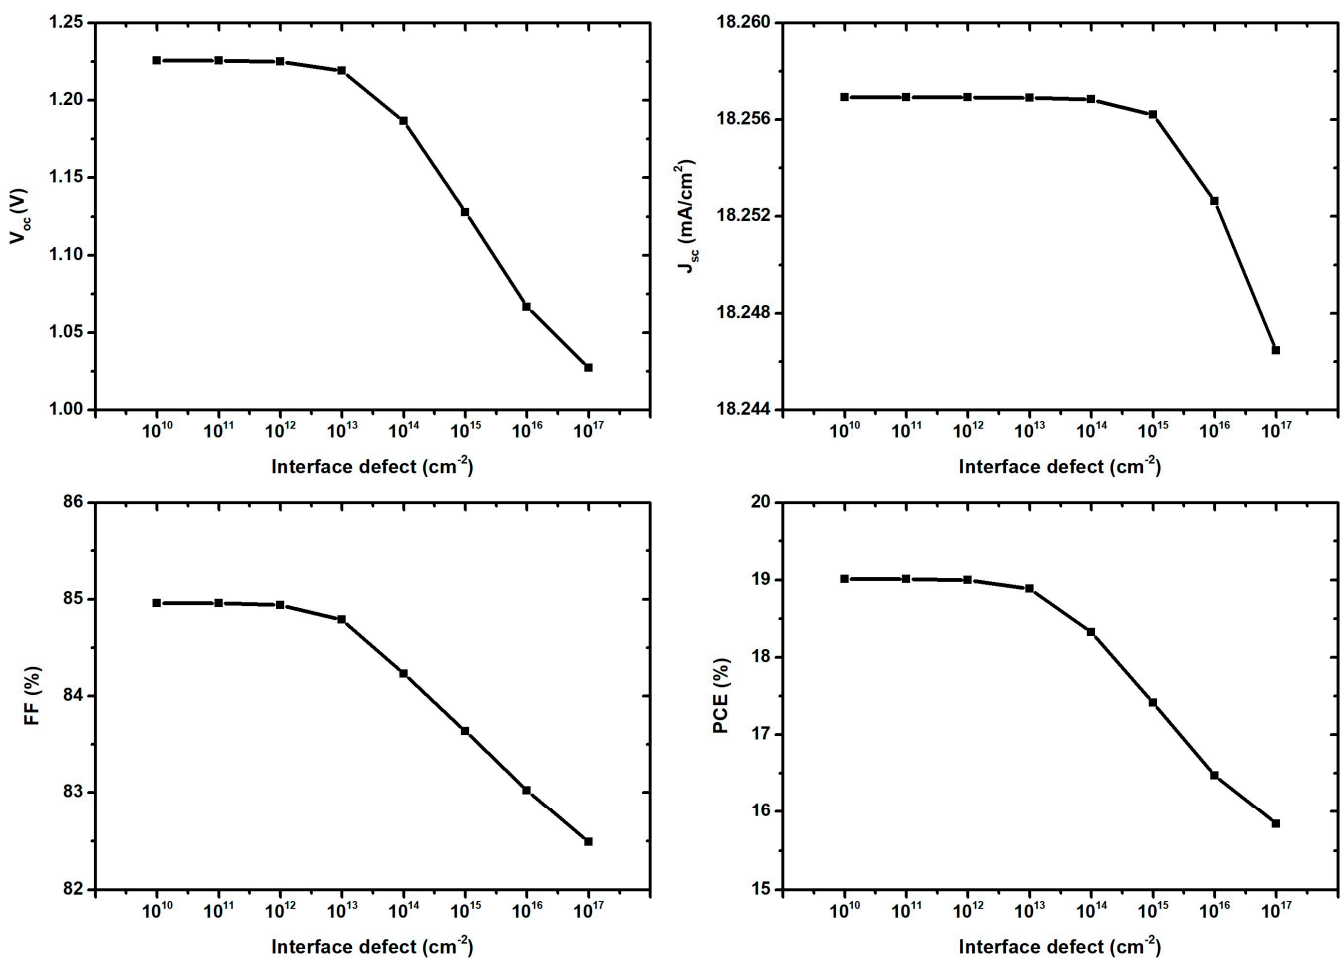 1.25
1.20
1.15
1.10
1.05
1.00
V_oc (V)
10^10 10^11 10^12 10^13 10^14 10^15 10^16 10^17
Interface defect (cm^-2)
18.260
18.256
18.252
18.248
18.244
J_sc (mA/cm^2)
10^10 10^11 10^12 10^13 10^14 10^15 10^16 10^17
Interface defect (cm^-2)
86
85
84
83
82
FF (%)
10^10 10^11 10^12 10^13 10^14 10^15 10^16 10^17
Interface defect (cm^-2)
20
19
18
17
16
15
PCE (%)
10^10 10^11 10^12 10^13 10^14 10^15 10^16 10^17
Interface defect (cm^-2)